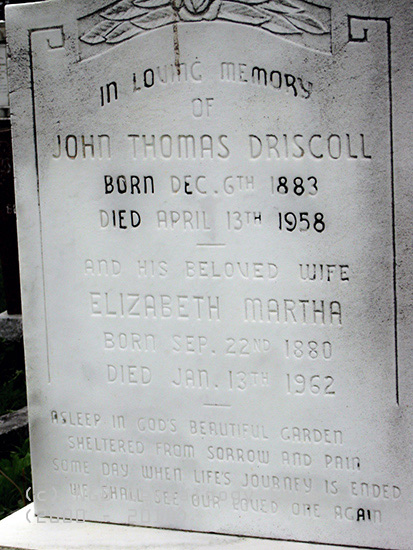 IN LOVING MEMORY
OF
JOHN THOMAS DRISCOLL
BORN DEC. 6TH 1883
DIED APRIL 13TH 1958
AND HIS BELOVED WIFE
ELIZABETH MARTHA
BORN SEP. 22ND 1880
DIED JAN. 13TH 1962
ASLEEP IN GOD'S BEAUTIFUL GARDEN
SHELTERED FROM SORROW AND PAIN
SOME DAY WHEN LIFE'S JOURNEY IS ENDED
WE SHALL SEE OUR LOVED ONE AGAIN